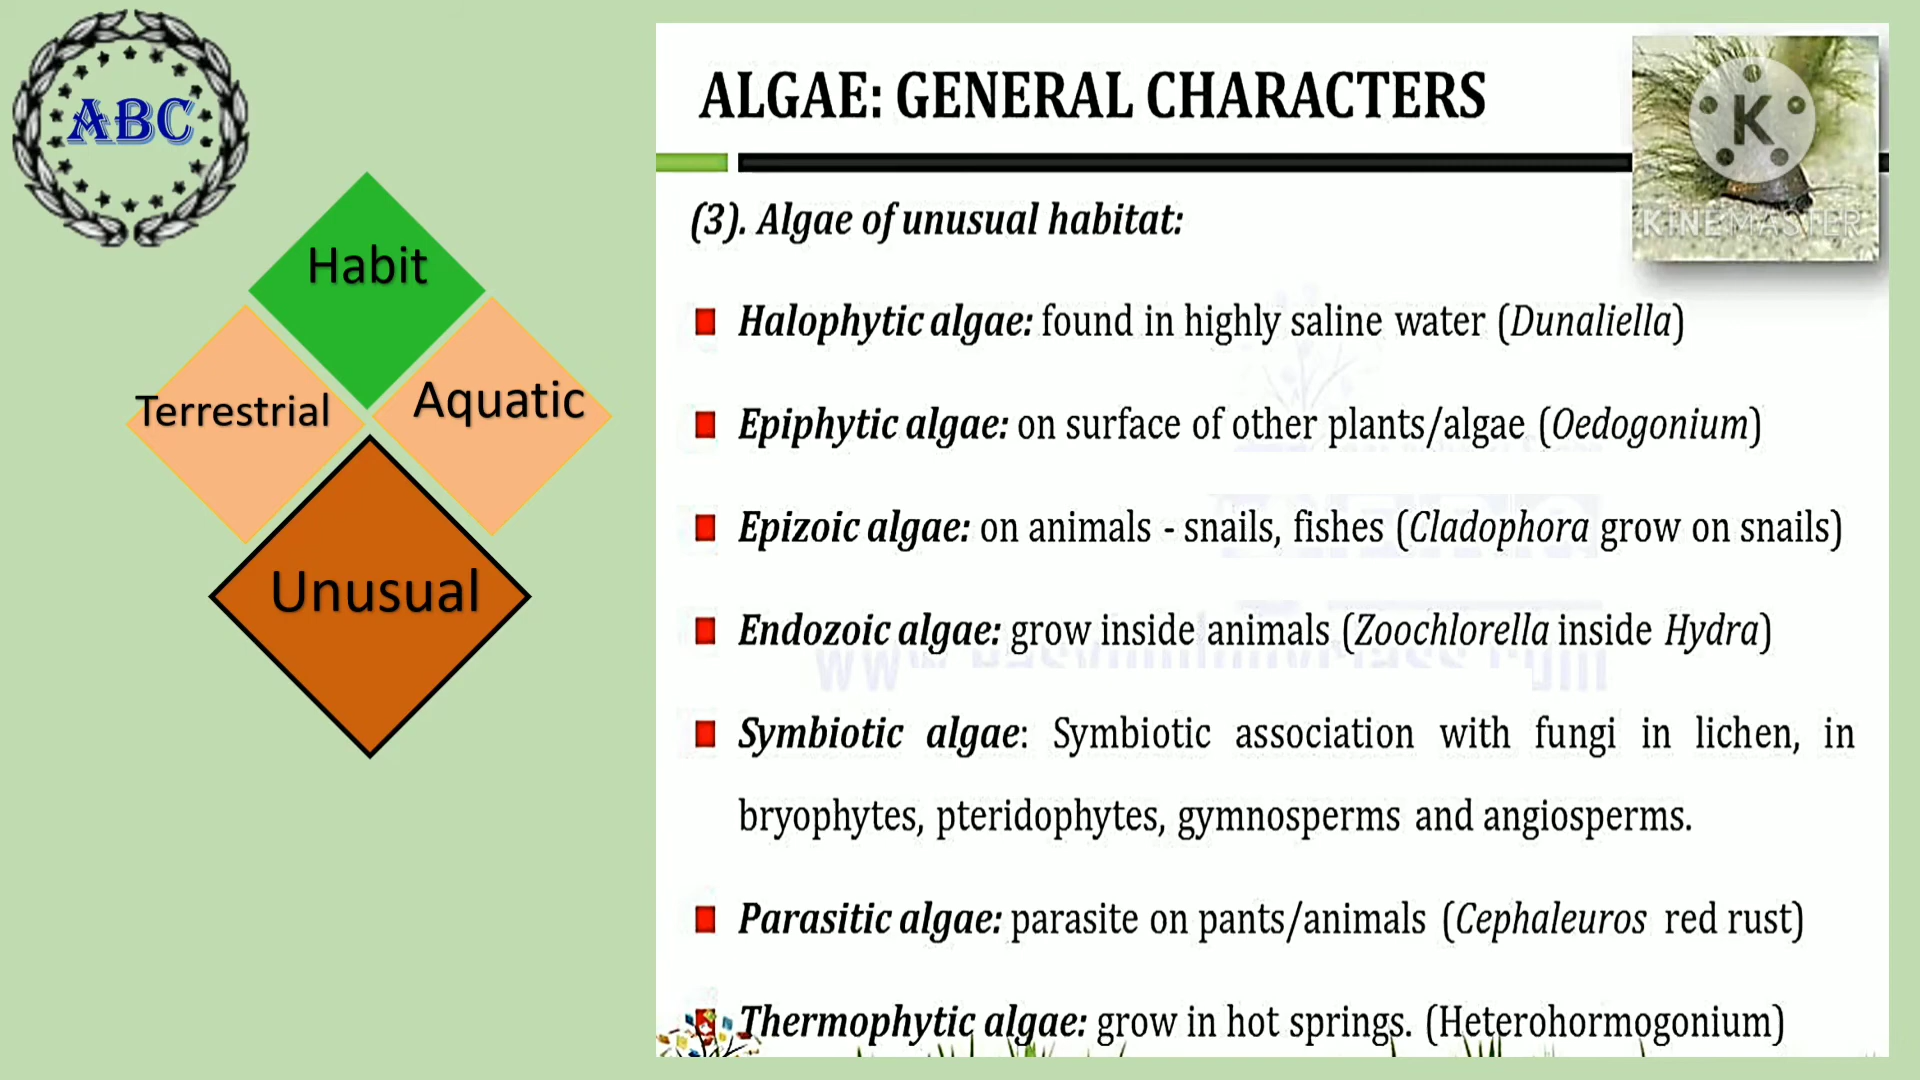 ABC
Habit
Terrestrial
Aquatic
Unusual
ALGAE: GENERAL CHARACTERS
K
KINEMASTER
(3). Algae of unusual habitat:
Halophytic algae: found in highly saline water (Dunaliella)
Epiphytic algae: on surface of other plants/algae (Oedogonium)
Epizoic algae: on animals - snails, fishes (Cladophora grow on snails)
Endozoic algae: grow inside animals (Zoochlorella inside Hydra)
Symbiotic algae: Symbiotic association with fungi in lichen, in
bryophytes, pteridophytes, gymnosperms and angiosperms.
Parasitic algae: parasite on pants/animals (Cephaleuros red rust)
Thermophytic algae: grow in hot springs. (Heterohormogonium)